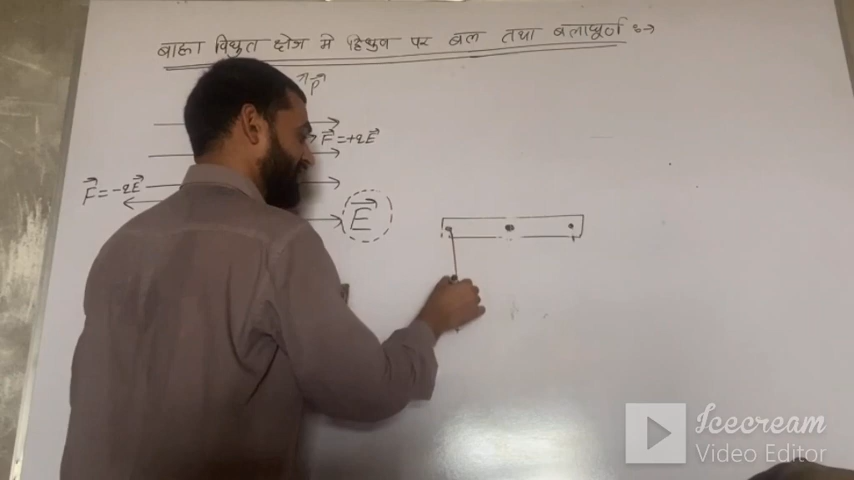 बाह्य विद्युत क्षेत्र मे द्विध्रुव पर बल तथा बलाघूर्ण :→
P⃗
F⃗ = +qE⃗
F⃗ = -qE⃗
E⃗
Icecream
Video Editor